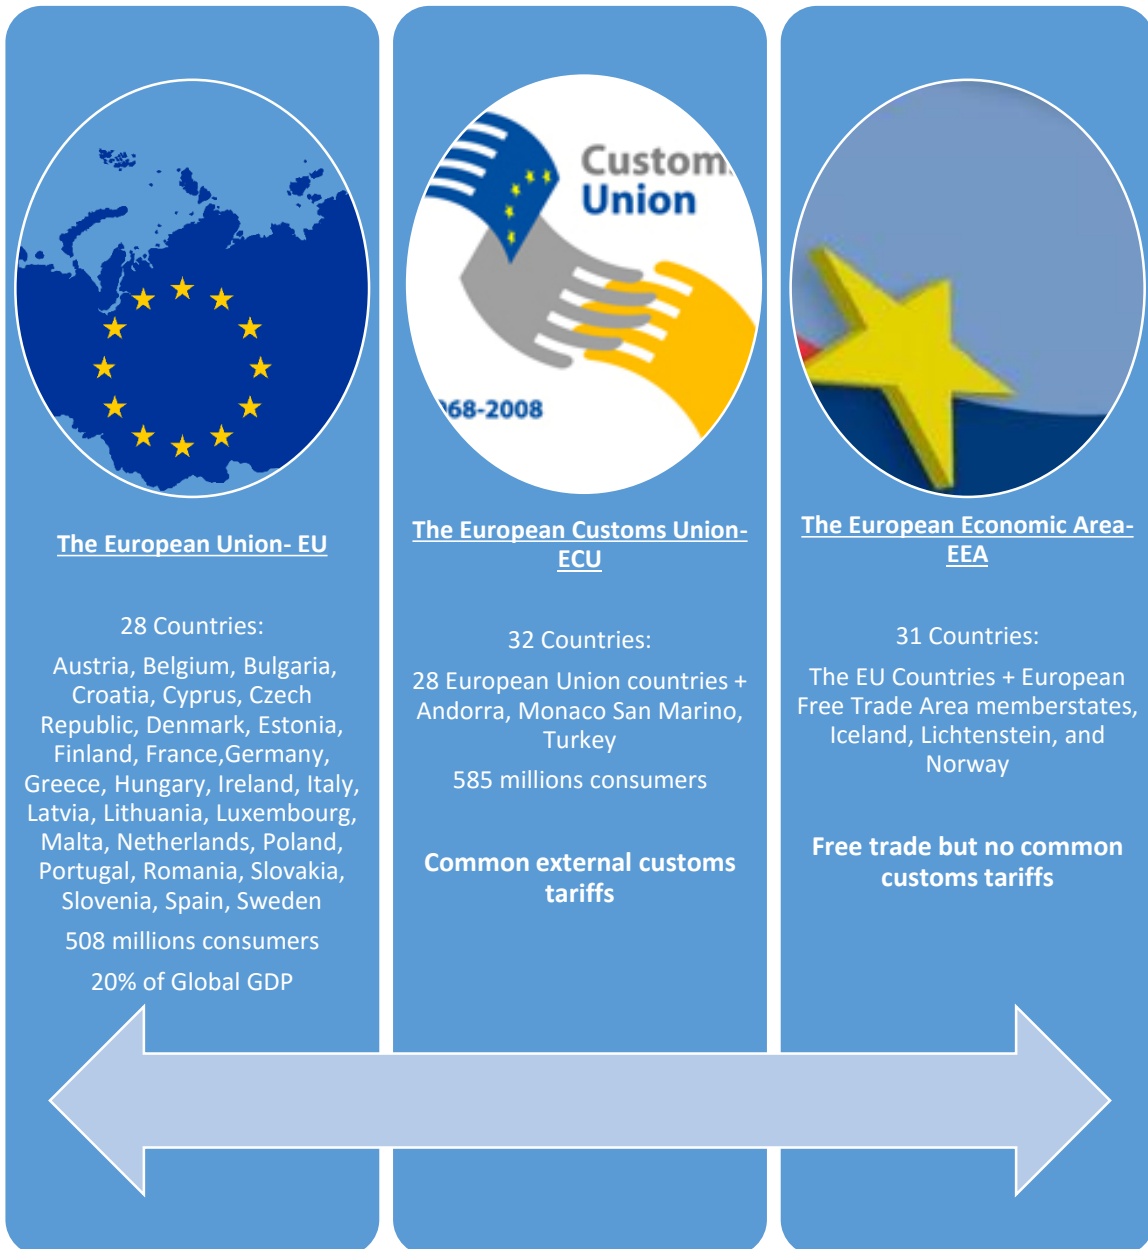 Custom
Union
068-2008
The European Union- EU
28 Countries:
Austria, Belgium, Bulgaria,
Croatia, Cyprus, Czech
Republic, Denmark, Estonia,
Finland, France,Germany,
Greece, Hungary, Ireland, Italy,
Latvia, Lithuania, Luxembourg,
Malta, Netherlands, Poland,
Portugal, Romania, Slovakia,
Slovenia, Spain, Sweden
508 millions consumers
20% of Global GDP
The European Customs Union-
ECU
32 Countries:
28 European Union countries +
Andorra, Monaco San Marino,
Turkey
585 millions consumers
Common external customs
tariffs
The European Economic Area-
EEA
31 Countries:
The EU Countries + European
Free Trade Area memberstates,
Iceland, Lichtenstein, and
Norway
Free trade but no common
customs tariffs